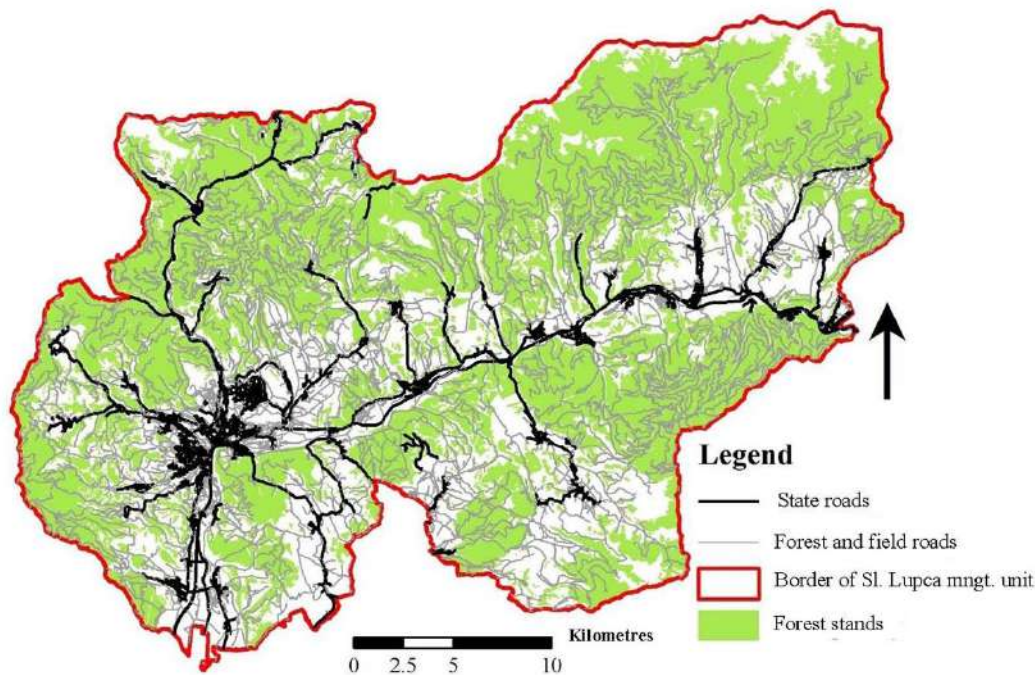 Legend
State roads
Forest and field roads
Border of Sl. Lupca mngt. unit
Forest stands
Kilometres
0 2.5 5 10